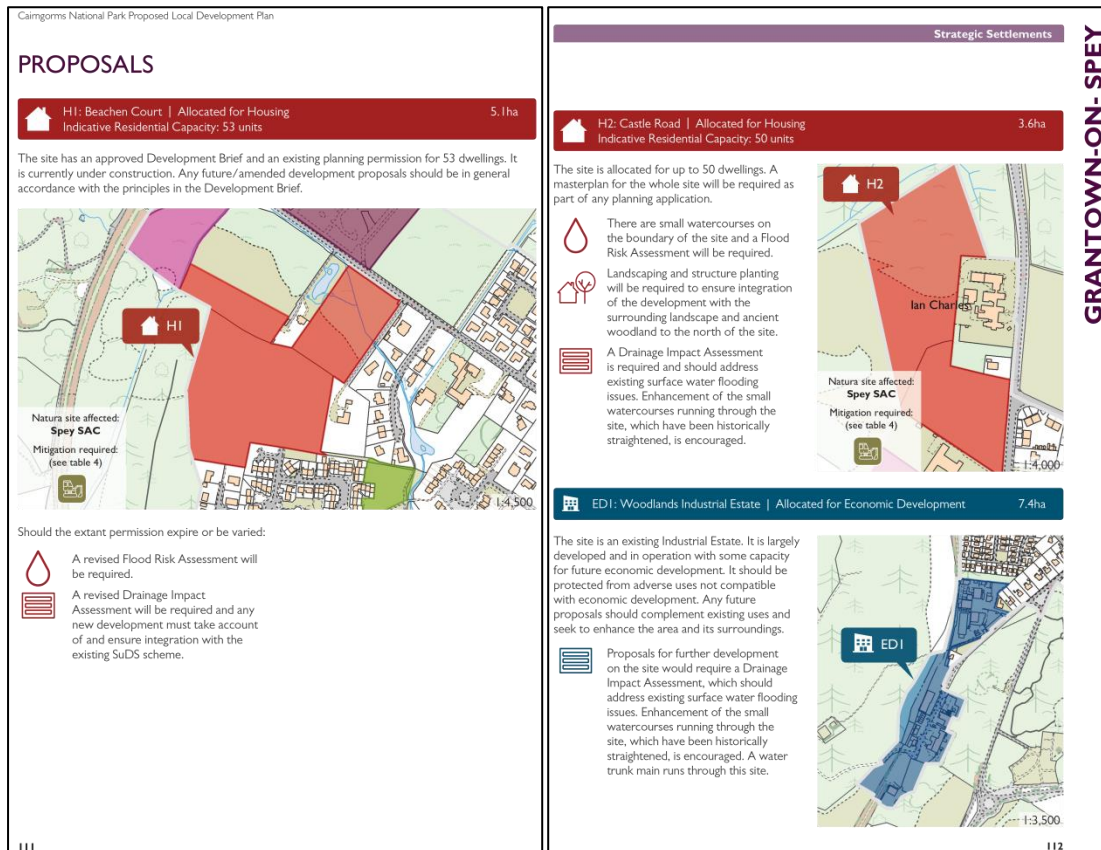 Cairngorms National Park Proposed Local Development Plan
PROPOSALS
H1: Beachen Court | Allocated for Housing 5.1ha
Indicative Residential Capacity: 53 units
The site has an approved Development Brief and an existing planning permission for 53 dwellings. It
is currently under construction. Any future/amended development proposals should be in general
accordance with the principles in the Development Brief.
H1
Natura site affected:
Spey SAC
Mitigation required:
(see table 4)
1:4,500
Should the extant permission expire or be varied:
A revised Flood Risk Assessment will
be required.
A revised Drainage Impact
Assessment will be required and any
new development must take account
of and ensure integration with the
existing SuDS scheme.
111
Strategic Settlements
GRANTOWN-ON- SPEY
H2: Castle Road | Allocated for Housing 3.6ha
Indicative Residential Capacity: 50 units
The site is allocated for up to 50 dwellings. A
masterplan for the whole site will be required as
part of any planning application.
There are small watercourses on
the boundary of the site and a Flood
Risk Assessment will be required.
Landscaping and structure planting
will be required to ensure integration
of the development with the
surrounding landscape and ancient
woodland to the north of the site.
A Drainage Impact Assessment
is required and should address
existing surface water flooding
issues. Enhancement of the small
watercourses running through the
site, which have been historically
straightened, is encouraged.
H2
Ian Charles
Natura site affected:
Spey SAC
Mitigation required:
(see table 4)
1:4,000
ED1: Woodlands Industrial Estate | Allocated for Economic Development 7.4ha
The site is an existing Industrial Estate. It is largely
developed and in operation with some capacity
for future economic development. It should be
protected from adverse uses not compatible
with economic development. Any future
proposals should complement existing uses and
seek to enhance the area and its surroundings.
Proposals for further development
on the site would require a Drainage
Impact Assessment, which should
address existing surface water flooding
issues. Enhancement of the small
watercourses running through the
site, which have been historically
straightened, is encouraged. A water
trunk main runs through this site.
ED1
1:3,500
112